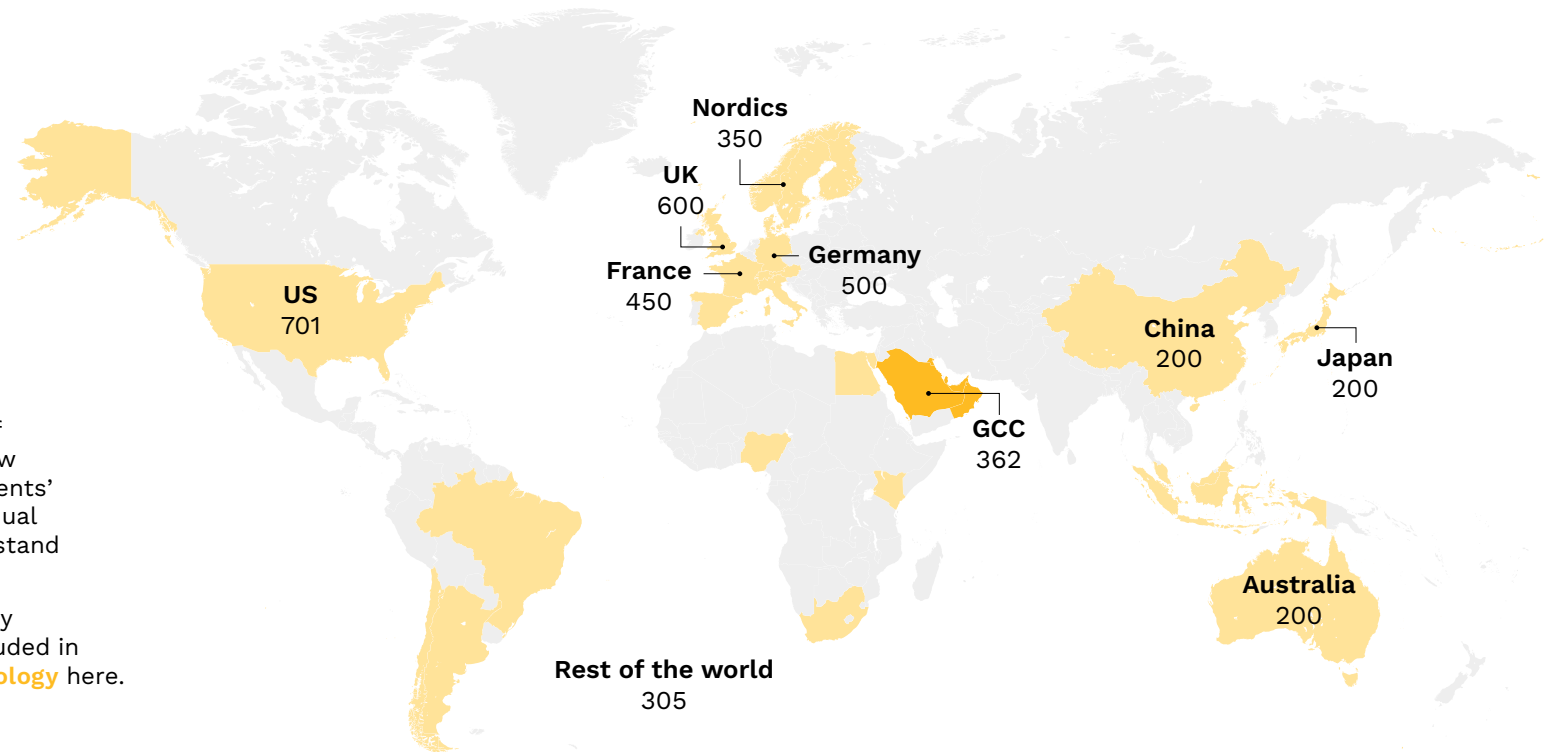 Nordics
350
UK
600
Germany
500
France
450
US
701
China
200
Japan
200
GCC
362
w
ents’
ual
stand
y
uded in
ology here.
Australia
200
Rest of the world
305